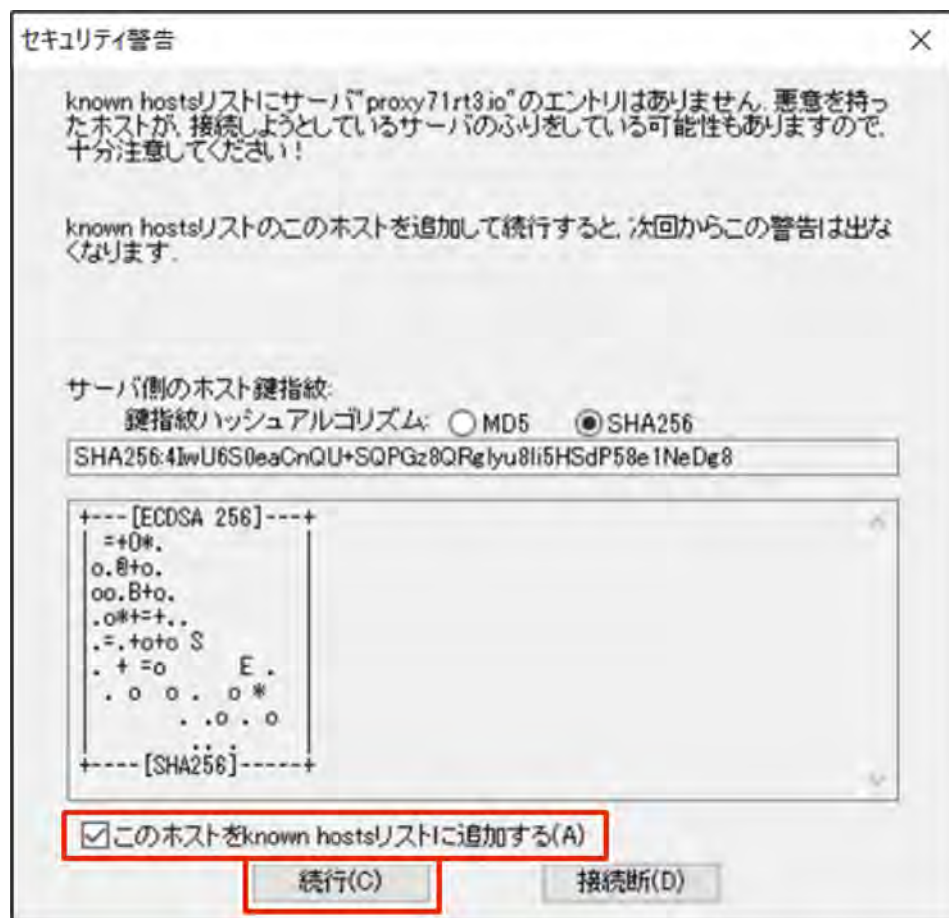 セキュリティ警告
known hostsリストにサーバ"proxy71rt3.io"のエントリはありません. 悪意を持っ
たホストが, 接続しようとしているサーバのふりをしている可能性もありますので,
十分注意してください!
known hostsリストのこのホストを追加して続行すると, 次回からこの警告は出な
くなります.
サーバ側のホスト鍵指紋:
鍵指紋ハッシュアルゴリズム: MD5 SHA256
SHA256:4IwU6S0eaCnQU+SQPGz8QRgIyu8Ii5HSdP58e1NeDg8
+---[ECDSA 256]---+
| =+O*.           |
|o.@+o.           |
|oo.B+o.          |
|.o*+=+..         |
|.=.+o+o S        |
|. + =o     E .   |
| . o  o .  o *   |
|       . .o . o  |
|        ... .    |
+----[SHA256]-----+
このホストをknown hostsリストに追加する(A)
続行(C) 接続断(D)